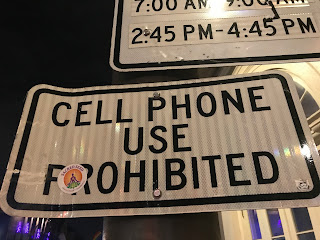 7:00 AM - 9:00 AM
2:45 PM - 4:45 PM
CELL PHONE
USE
PROHIBITED